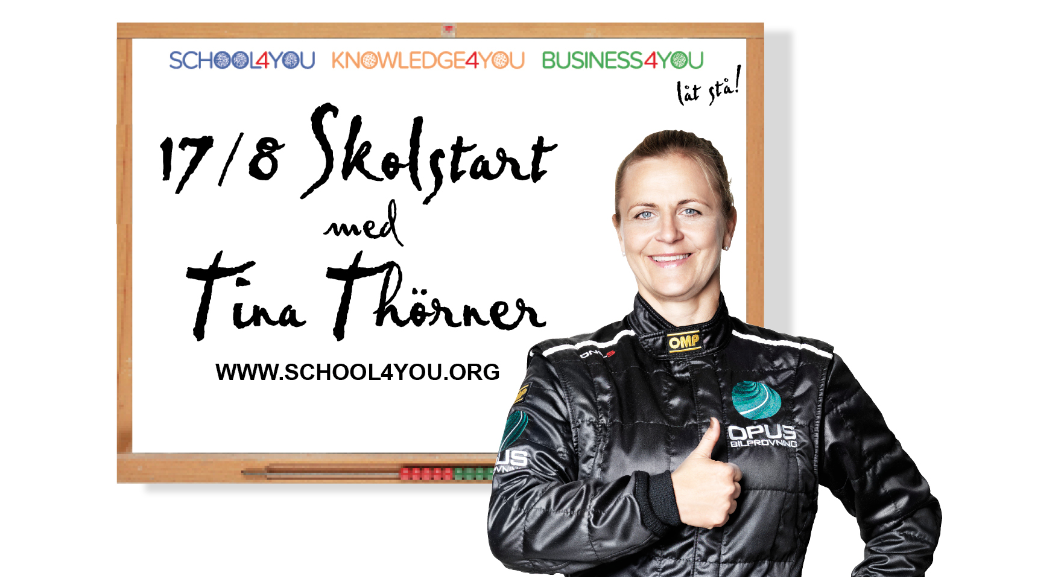 SCHOOL4YOU KNOWLEDGE4YOU BUSINESS4YOU
låt stå!
17/8 Skolstart
med
Tina Thörner
WWW.SCHOOL4YOU.ORG
OMP
OPUS
BILPROVNING